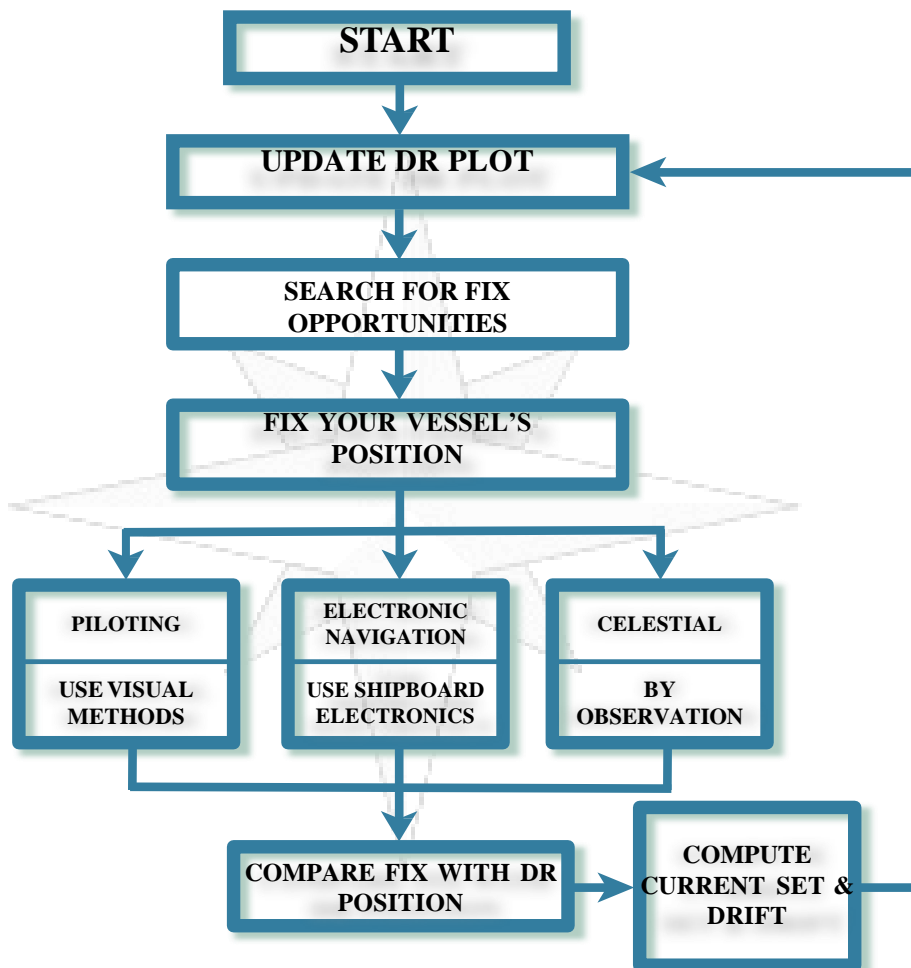 START
UPDATE DR PLOT
SEARCH FOR FIX
OPPORTUNITIES
FIX YOUR VESSEL’S
POSITION
PILOTING
USE VISUAL
METHODS
ELECTRONIC
NAVIGATION
USE SHIPBOARD
ELECTRONICS
CELESTIAL
BY
OBSERVATION
COMPARE FIX WITH DR
POSITION
COMPUTE
CURRENT SET &
DRIFT